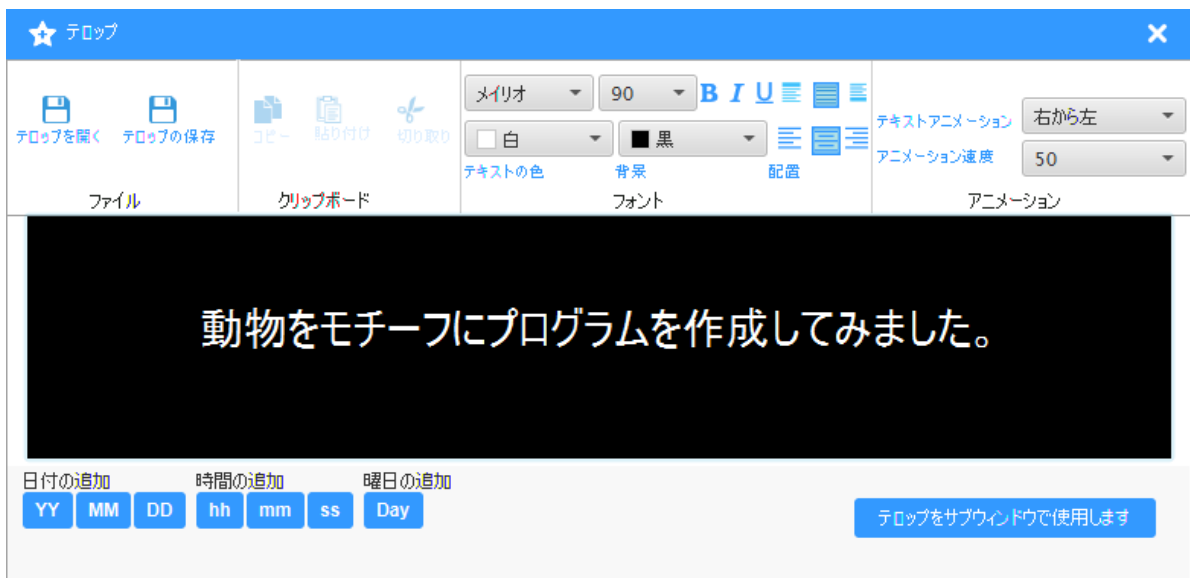 テロップ
テロップを開く テロップの保存
ファイル
コピー 貼り付け 切り取り
クリップボード
メイリオ 90 B I U
白 黒
テキストの色 背景 配置
フォント
テキストアニメーション 右から左
アニメーション速度 50
アニメーション
動物をモチーフにプログラムを作成してみました。
日付の追加 時間の追加 曜日の追加
YY MM DD hh mm ss Day
テロップをサブウィンドウで使用します